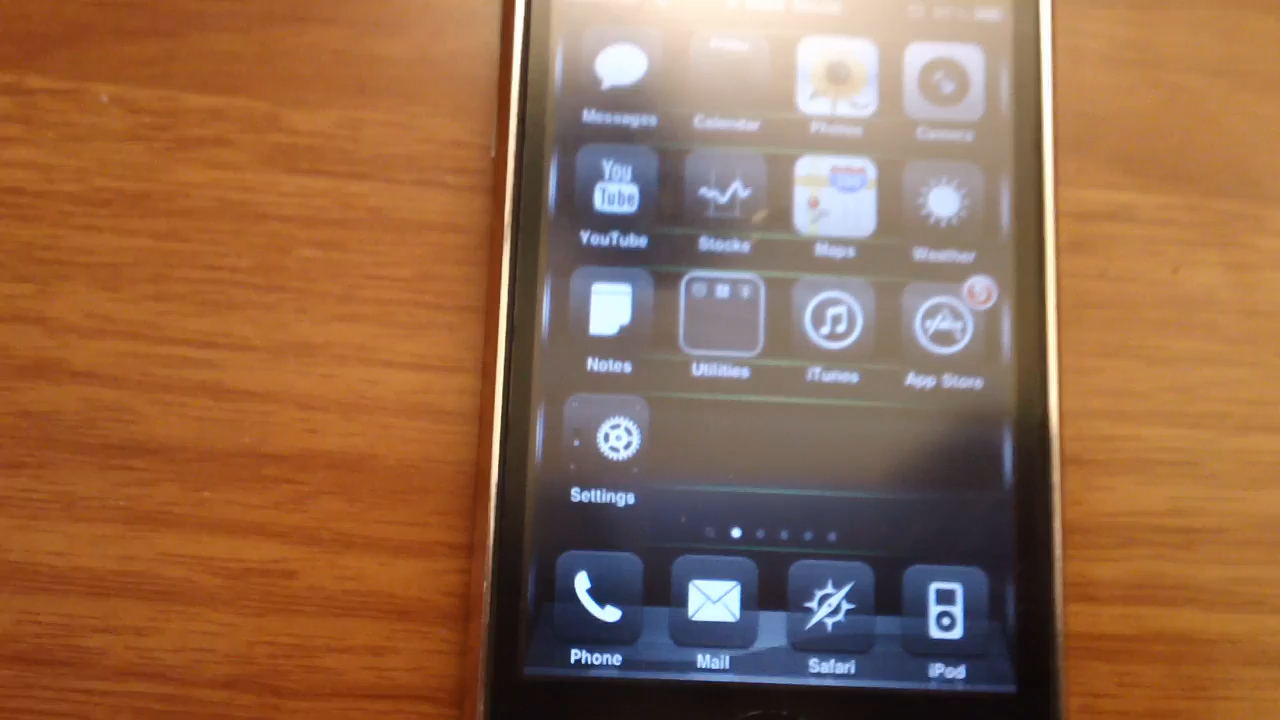 Messages Calendar Photos Camera
You
Tube
YouTube Stocks Maps Weather
5
Notes Utilities iTunes App Store
Settings
Phone Mail Safari iPod